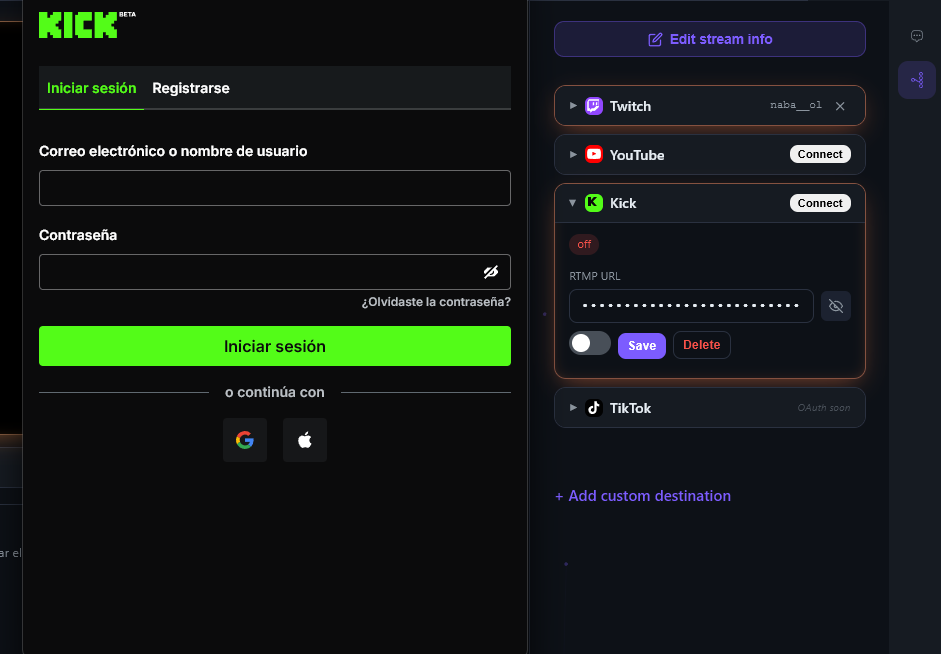 KICK BETA
Iniciar sesión Registrarse
Correo electrónico o nombre de usuario
Contraseña
¿Olvidaste la contraseña?
Iniciar sesión
o continúa con
ar el
Edit stream info
Twitch naba__ol
YouTube Connect
Kick Connect
off
RTMP URL
Save Delete
TikTok OAuth soon
+ Add custom destination